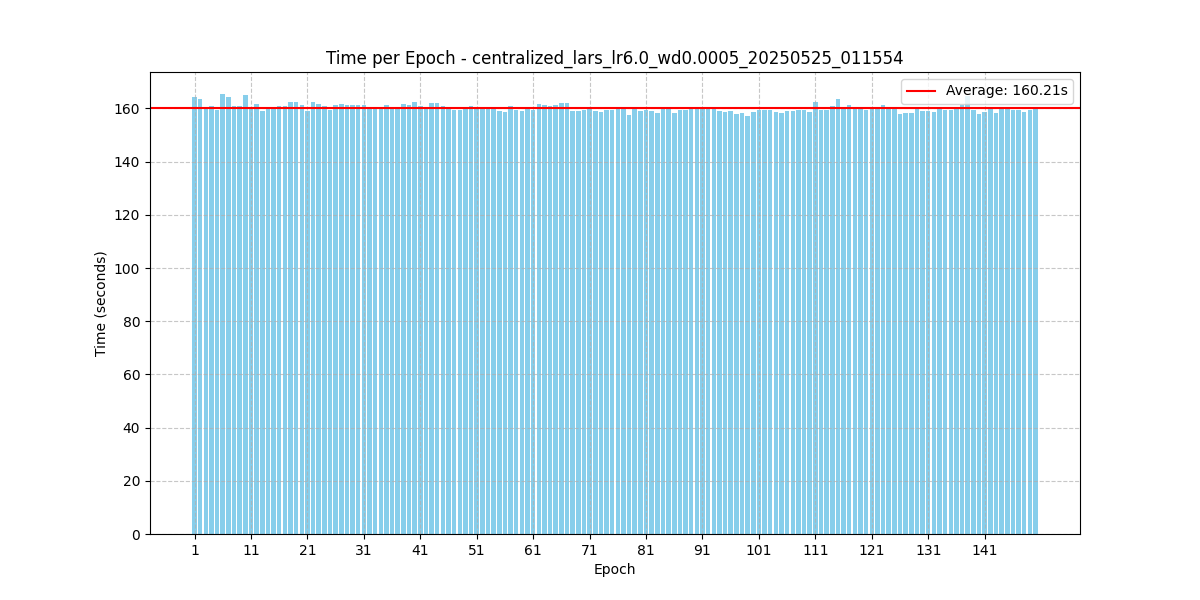 Time per Epoch - centralized_lars_lr6.0_wd0.0005_20250525_011554
Average: 160.21s
Time (seconds)
160
140
120
100
80
60
40
20
0
1 11 21 31 41 51 61 71 81 91 101 111 121 131 141
Epoch